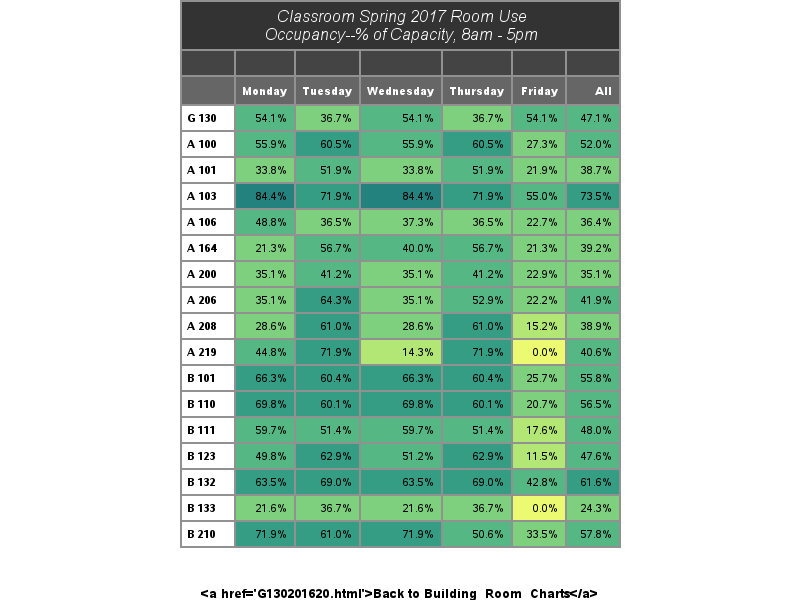 Classroom Spring 2017 Room Use
Occupancy--% of Capacity, 8am - 5pm
Monday Tuesday Wednesday Thursday Friday All
G 130 54.1% 36.7% 54.1% 36.7% 54.1% 47.1%
A 100 55.9% 60.5% 55.9% 60.5% 27.3% 52.0%
A 101 33.8% 51.9% 33.8% 51.9% 21.9% 38.7%
A 103 84.4% 71.9% 84.4% 71.9% 55.0% 73.5%
A 106 48.8% 36.5% 37.3% 36.5% 22.7% 36.4%
A 164 21.3% 56.7% 40.0% 56.7% 21.3% 39.2%
A 200 35.1% 41.2% 35.1% 41.2% 22.9% 35.1%
A 206 35.1% 64.3% 35.1% 52.9% 22.2% 41.9%
A 208 28.6% 61.0% 28.6% 61.0% 15.2% 38.9%
A 219 44.8% 71.9% 14.3% 71.9% 0.0% 40.6%
B 101 66.3% 60.4% 66.3% 60.4% 25.7% 55.8%
B 110 69.8% 60.1% 69.8% 60.1% 20.7% 56.5%
B 111 59.7% 51.4% 59.7% 51.4% 17.6% 48.0%
B 123 49.8% 62.9% 51.2% 62.9% 11.5% 47.6%
B 132 63.5% 69.0% 63.5% 69.0% 42.8% 61.6%
B 133 21.6% 36.7% 21.6% 36.7% 0.0% 24.3%
B 210 71.9% 61.0% 71.9% 50.6% 33.5% 57.8%
<a href='G130201620.html'>Back to Building_Room_Charts</a>